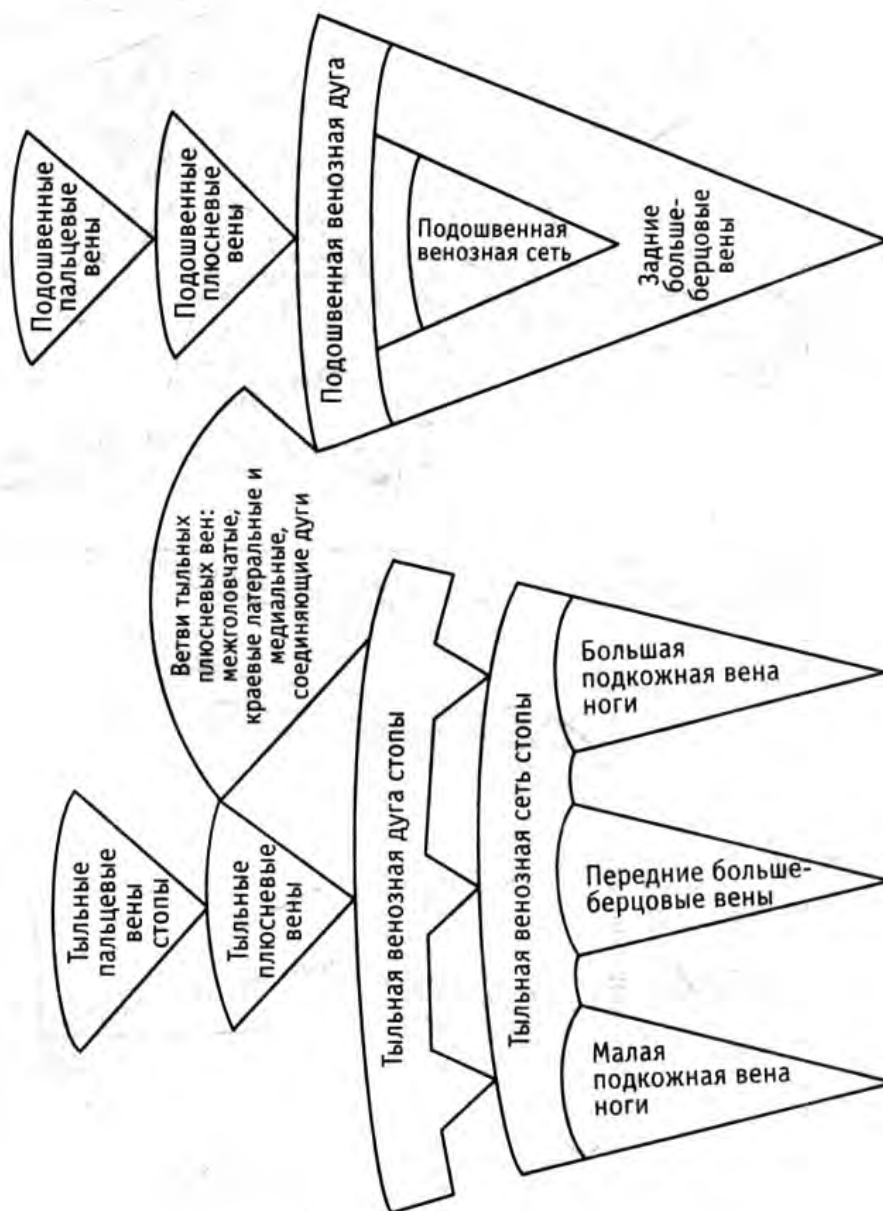 Подошвенные
пальцевые
вены
Подошвенные
плюсневые
вены
Подошвенная венозная дуга
Подошвенная
венозная сеть
Задние
больше-
берцовые
вены
Ветви тыльных
плюсневых вен:
межголовчатые,
краевые латеральные и
медиальные,
соединяющие дуги
Тыльные
пальцевые
вены
стопы
Тыльные
плюсневые
вены
Тыльная венозная дуга стопы
Тыльная венозная сеть стопы
Большая
подкожная вена
ноги
Передние больше-
берцовые вены
Малая
подкожная вена
ноги